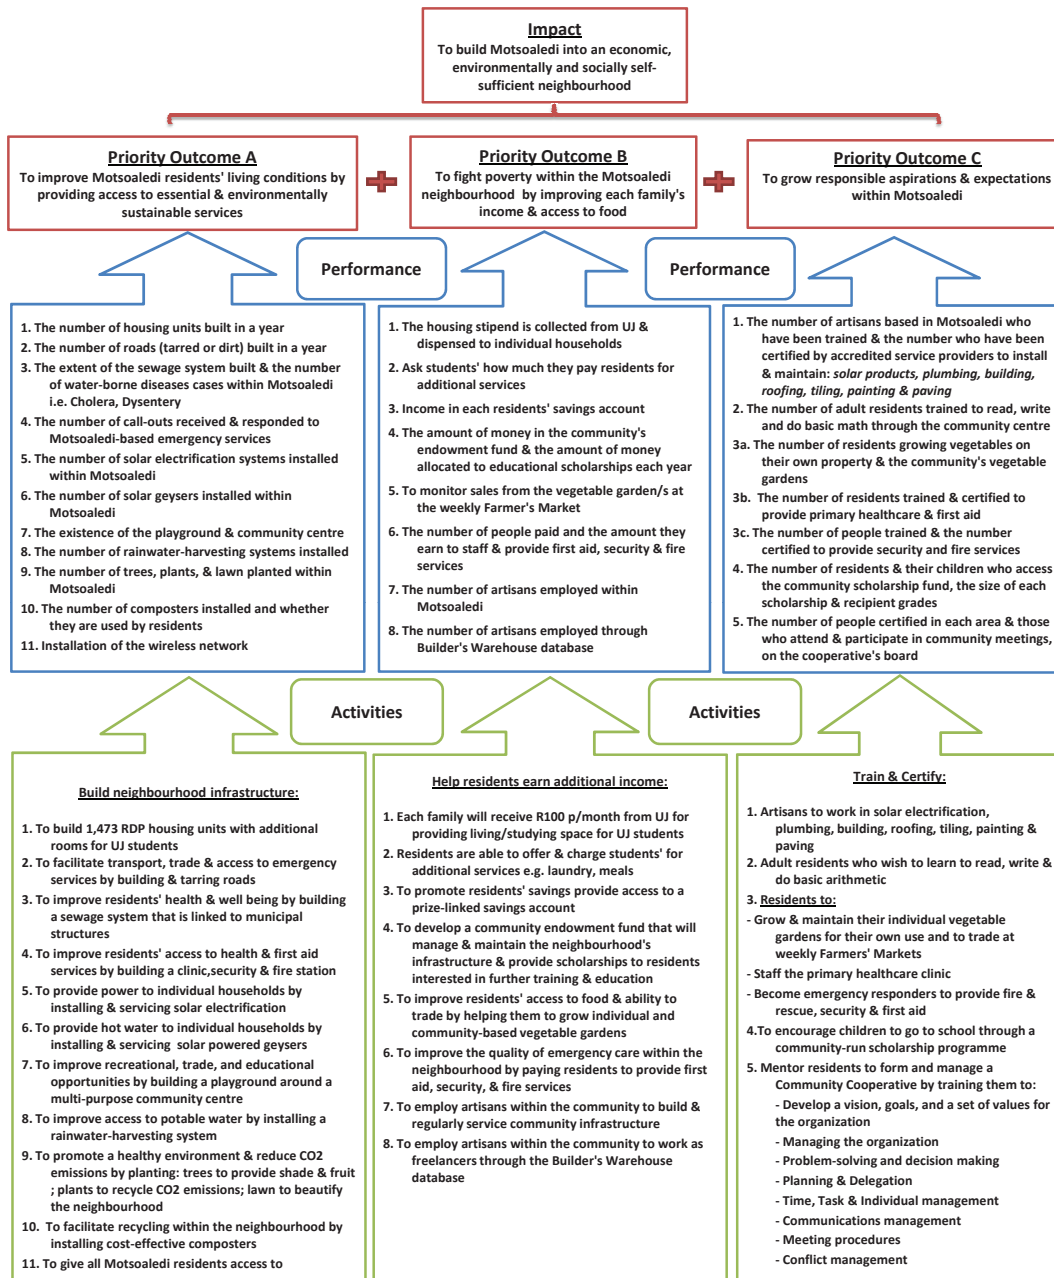 Impact
To build Motsoaledi into an economic,
environmentally and socially self-
sufficient neighbourhood
Priority Outcome A
To improve Motsoaledi residents' living conditions by
providing access to essential & environmentally
sustainable services
Priority Outcome B
To fight poverty within the Motsoaledi
neighbourhood by improving each family's
income & access to food
Priority Outcome C
To grow responsible aspirations & expectations
within Motsoaledi
Performance
Performance
1. The number of housing units built in a year
2. The number of roads (tarred or dirt) built in a year
3. The extent of the sewage system built & the number
of water-borne diseases cases within Motsoaledi
i.e. Cholera, Dysentery
4. The number of call-outs received & responded to
Motsoaledi-based emergency services
5. The number of solar electrification systems installed
within Motsoaledi
6. The number of solar geysers installed within
Motsoaledi
7. The existence of the playground & community centre
8. The number of rainwater-harvesting systems installed
9. The number of trees, plants, & lawn planted within
Motsoaledi
10. The number of composters installed and whether
they are used by residents
11. Installation of the wireless network
1. The housing stipend is collected from UJ &
dispensed to individual households
2. Ask students' how much they pay residents for
additional services
3. Income in each residents' savings account
4. The amount of money in the community's
endowment fund & the amount of money
allocated to educational scholarships each year
5. To monitor sales from the vegetable garden/s at
the weekly Farmer's Market
6. The number of people paid and the amount they
earn to staff & provide first aid, security & fire
services
7. The number of artisans employed within
Motsoaledi
8. The number of artisans employed through
Builder's Warehouse database
1. The number of artisans based in Motsoaledi who
have been trained & the number who have been
certified by accredited service providers to install
& maintain: solar products, plumbing, building,
roofing, tiling, painting & paving
2. The number of adult residents trained to read, write
and do basic math through the community centre
3a. The number of residents growing vegetables on
their own property & the community's vegetable
gardens
3b. The number of residents trained & certified to
provide primary healthcare & first aid
3c. The number of people trained & the number
certified to provide security and fire services
4. The number of residents & their children who access
the community scholarship fund, the size of each
scholarship & recipient grades
5. The number of people certified in each area & those
who attend & participate in community meetings,
on the cooperative's board
Activities
Activities
Build neighbourhood infrastructure:
1. To build 1,473 RDP housing units with additional
rooms for UJ students
2. To facilitate transport, trade & access to emergency
services by building & tarring roads
3. To improve residents' health & well being by building
a sewage system that is linked to municipal
structures
4. To improve residents' access to health & first aid
services by building a clinic,security & fire station
5. To provide power to individual households by
installing & servicing solar electrification
6. To provide hot water to individual households by
installing & servicing solar powered geysers
7. To improve recreational, trade, and educational
opportunities by building a playground around a
multi-purpose community centre
8. To improve access to potable water by installing a
rainwater-harvesting system
9. To promote a healthy environment & reduce CO2
emissions by planting: trees to provide shade & fruit
; plants to recycle CO2 emissions; lawn to beautify
the neighbourhood
10. To facilitate recycling within the neighbourhood by
installing cost-effective composters
11. To give all Motsoaledi residents access to
Help residents earn additional income:
1. Each family will receive R100 p/month from UJ for
providing living/studying space for UJ students
2. Residents are able to offer & charge students' for
additional services e.g. laundry, meals
3. To promote residents' savings provide access to a
prize-linked savings account
4. To develop a community endowment fund that will
manage & maintain the neighbourhood's
infrastructure & provide scholarships to residents
interested in further training & education
5. To improve residents' access to food & ability to
trade by helping them to grow individual and
community-based vegetable gardens
6. To improve the quality of emergency care within the
neighbourhood by paying residents to provide first
aid, security, & fire services
7. To employ artisans within the community to build &
regularly service community infrastructure
8. To employ artisans within the community to work as
freelancers through the Builder's Warehouse
database
Train & Certify:
1. Artisans to work in solar electrification,
plumbing, building, roofing, tiling, painting &
paving
2. Adult residents who wish to learn to read, write &
do basic arithmetic
3. Residents to:
- Grow & maintain their individual vegetable
gardens for their own use and to trade at
weekly Farmers' Markets
- Staff the primary healthcare clinic
- Become emergency responders to provide fire &
rescue, security & first aid
4.To encourage children to go to school through a
community-run scholarship programme
5. Mentor residents to form and manage a
Community Cooperative by training them to:
- Develop a vision, goals, and a set of values for
the organization
- Managing the organization
- Problem-solving and decision making
- Planning & Delegation
- Time, Task & Individual management
- Communications management
- Meeting procedures
- Conflict management